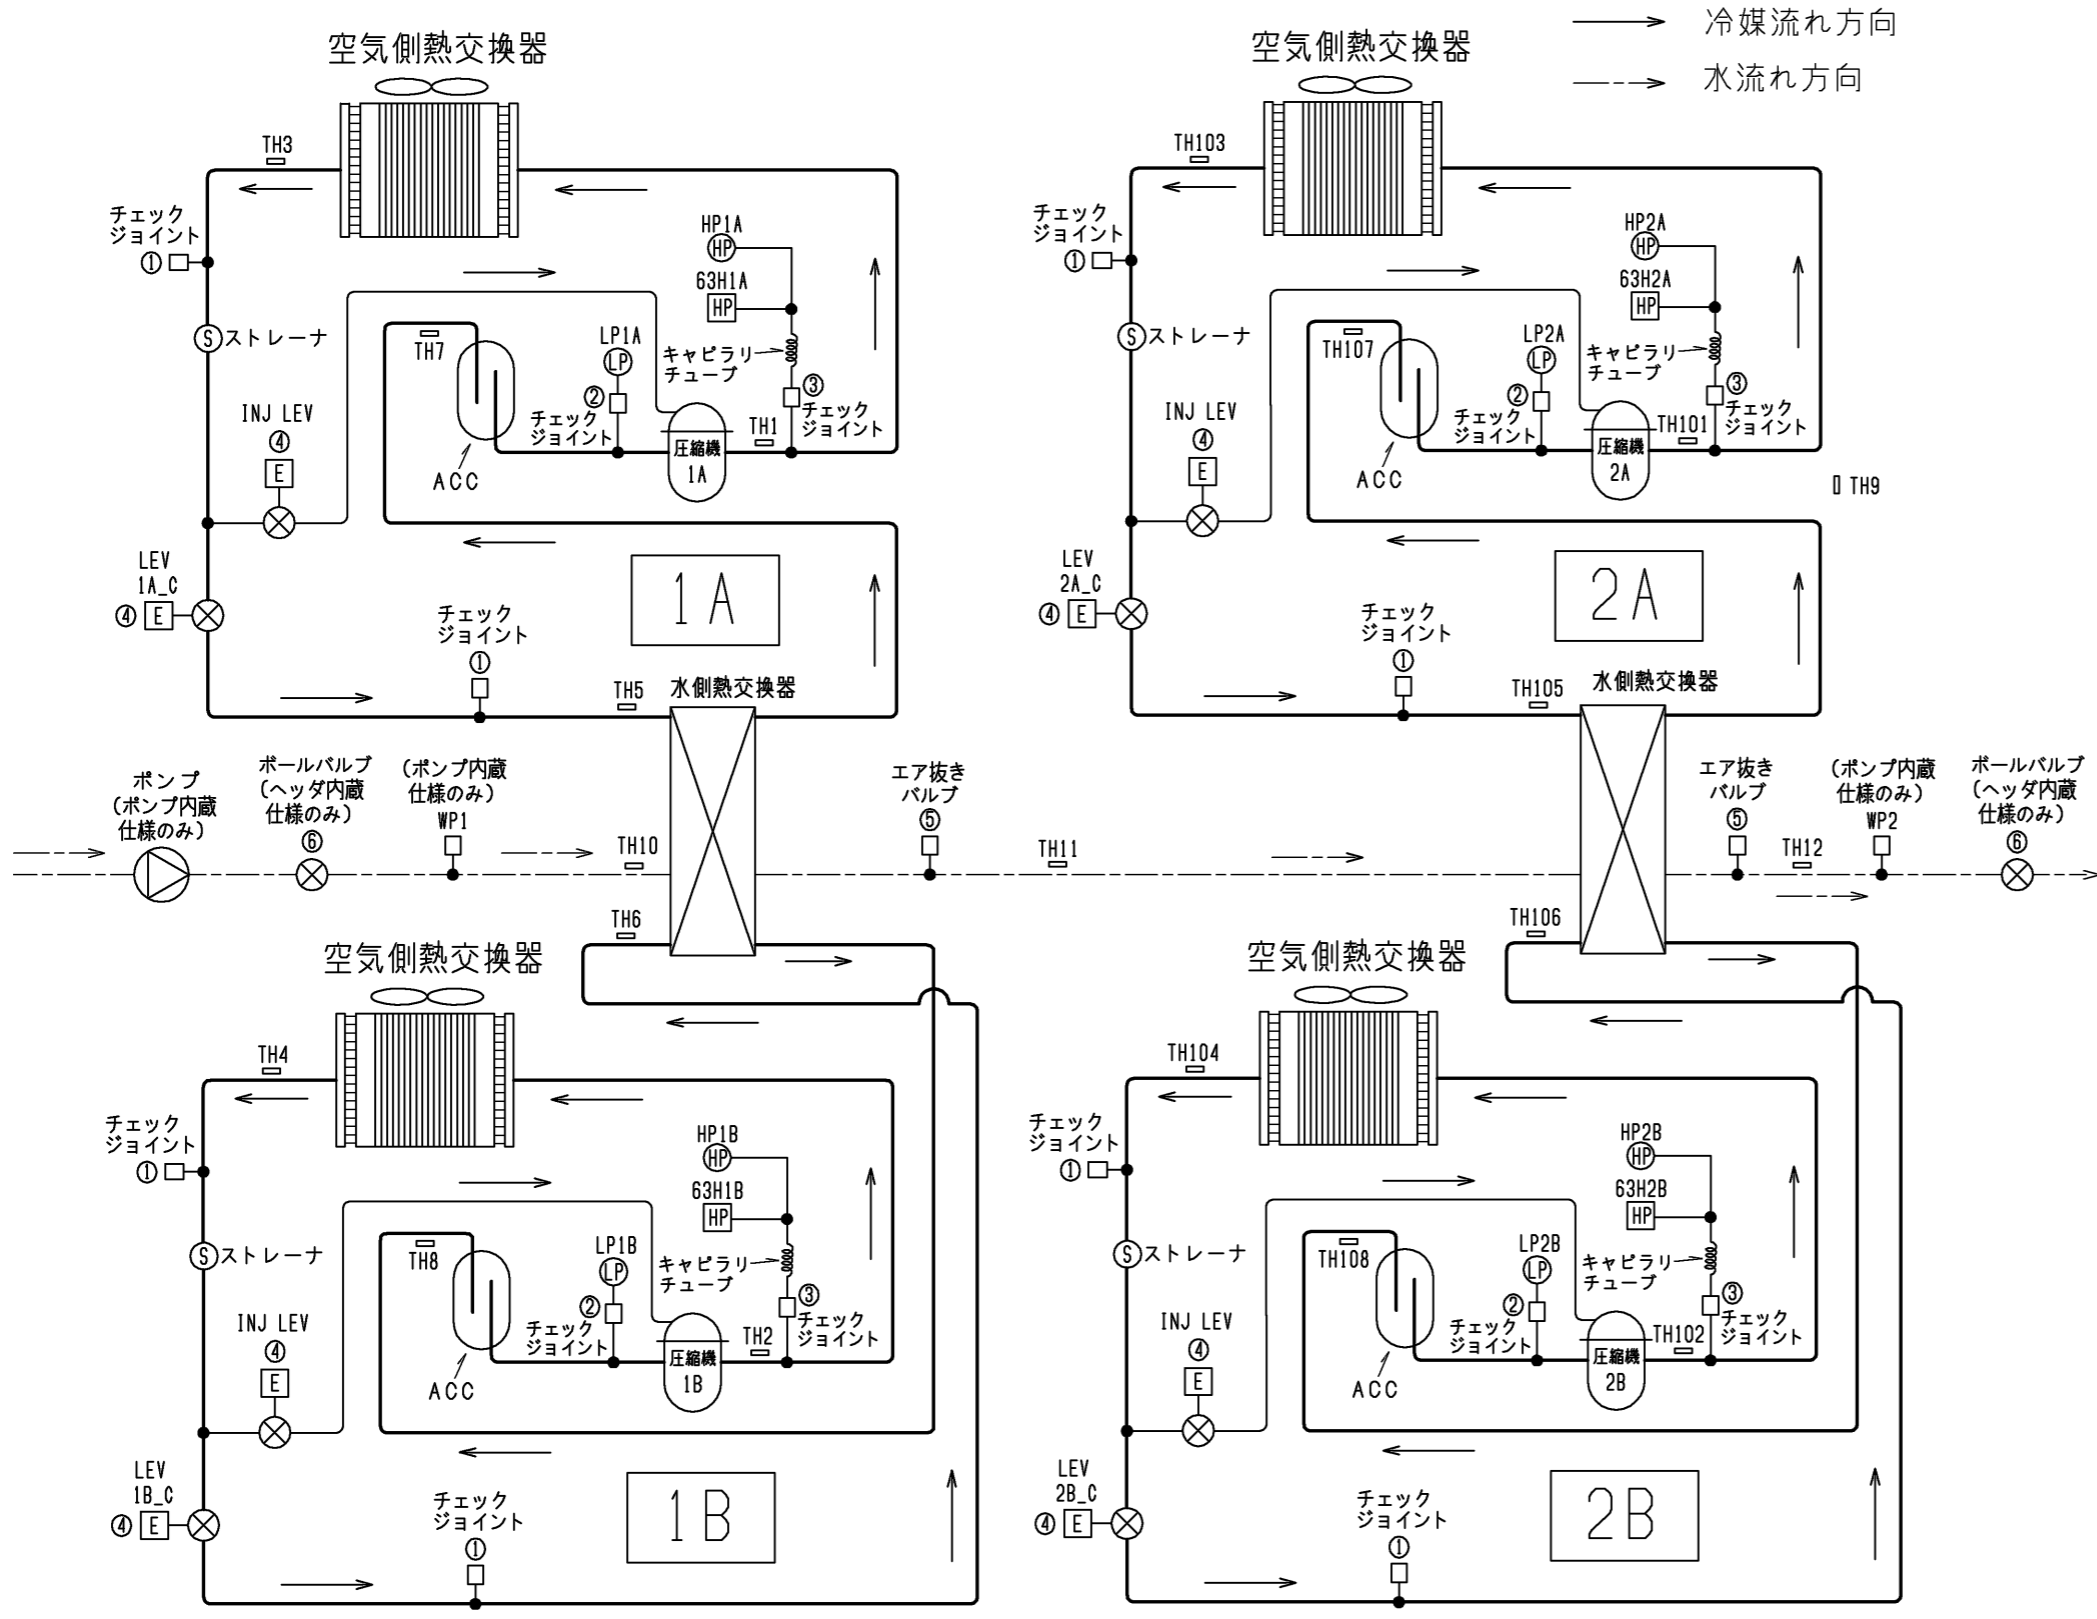 冷媒流れ方向
水流れ方向
空気側熱交換器
TH3
チェック
ジョイント
①
HP1A
HP
63H1A
HP
S ストレーナ
TH7
LP1A
LP
キャピラリ
チューブ
②
チェック
ジョイント
③
チェック
ジョイント
TH1
圧縮機
1A
ACC
INJ LEV
④
E
LEV
1A_C
④ E
1A
チェック
ジョイント
①
TH5
水側熱交換器
空気側熱交換器
TH103
チェック
ジョイント
①
HP2A
HP
63H2A
HP
S ストレーナ
TH107
LP2A
LP
キャピラリ
チューブ
②
チェック
ジョイント
③
チェック
ジョイント
TH101
圧縮機
2A
ACC
INJ LEV
④
E
TH9
LEV
2A_C
④ E
2A
チェック
ジョイント
①
TH105
水側熱交換器
ポンプ
(ポンプ内蔵
仕様のみ)
ボールバルブ
(ヘッダ内蔵
仕様のみ)
⑥
(ポンプ内蔵
仕様のみ)
WP1
TH10
エア抜き
バルブ
⑤
TH11
エア抜き
バルブ
⑤
TH12
(ポンプ内蔵
仕様のみ)
WP2
ボールバルブ
(ヘッダ内蔵
仕様のみ)
⑥
TH6
空気側熱交換器
TH4
チェック
ジョイント
①
HP1B
HP
63H1B
HP
S ストレーナ
TH8
LP1B
LP
キャピラリ
チューブ
②
チェック
ジョイント
③
チェック
ジョイント
TH2
圧縮機
1B
ACC
INJ LEV
④
E
LEV
1B_C
④ E
1B
チェック
ジョイント
①
TH106
空気側熱交換器
TH104
チェック
ジョイント
①
HP2B
HP
63H2B
HP
S ストレーナ
TH108
LP2B
LP
キャピラリ
チューブ
②
チェック
ジョイント
③
チェック
ジョイント
TH102
圧縮機
2B
ACC
INJ LEV
④
E
LEV
2B_C
④ E
2B
チェック
ジョイント
①